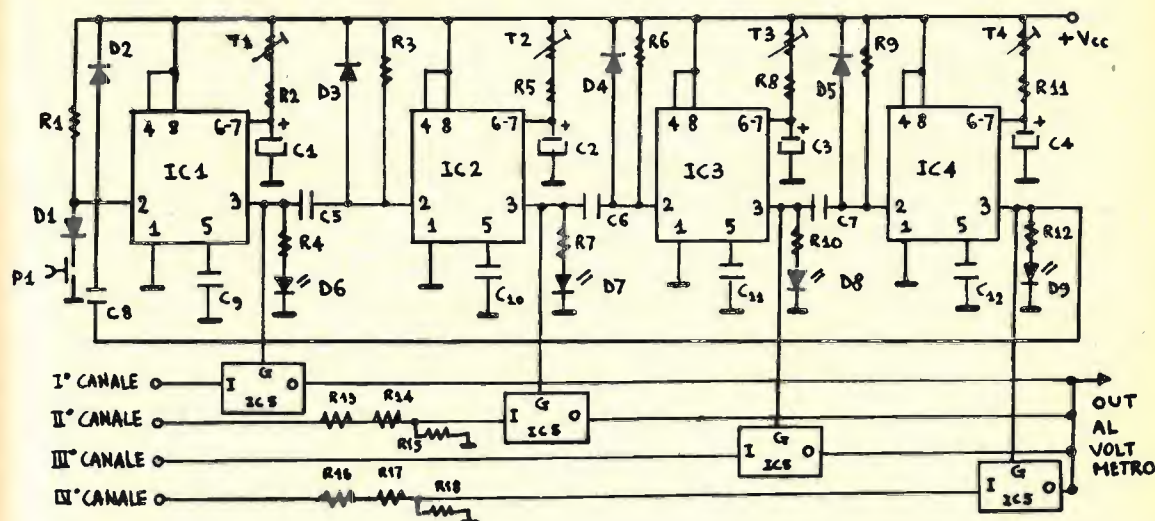 + Vcc
D2
T1
R3
T2
R6
T3
R9
T4
R1
R2
D3
R5
D4
R8
D5
R11
4 8 6-7 +
C1
4 8 6-7 +
C2
4 8 6-7 +
C3
4 8 6-7 +
C4
IC1
IC2
IC3
IC4
D1
2 3
C5
2 3
C6
2 3
C7
2 3
1 5
R4
1 5
R7
1 5
R10
1 5
R12
P1
C8
C9
D6
C10
D7
C11
D8
C12
D9
I° CANALE
I G O
IC5
II° CANALE
R13 R14
R15
I G O
IC5
III° CANALE
I G O
IC5
IV° CANALE
R16 R17
R18
I G O
IC5
OUT
AL
VOLT
METRO